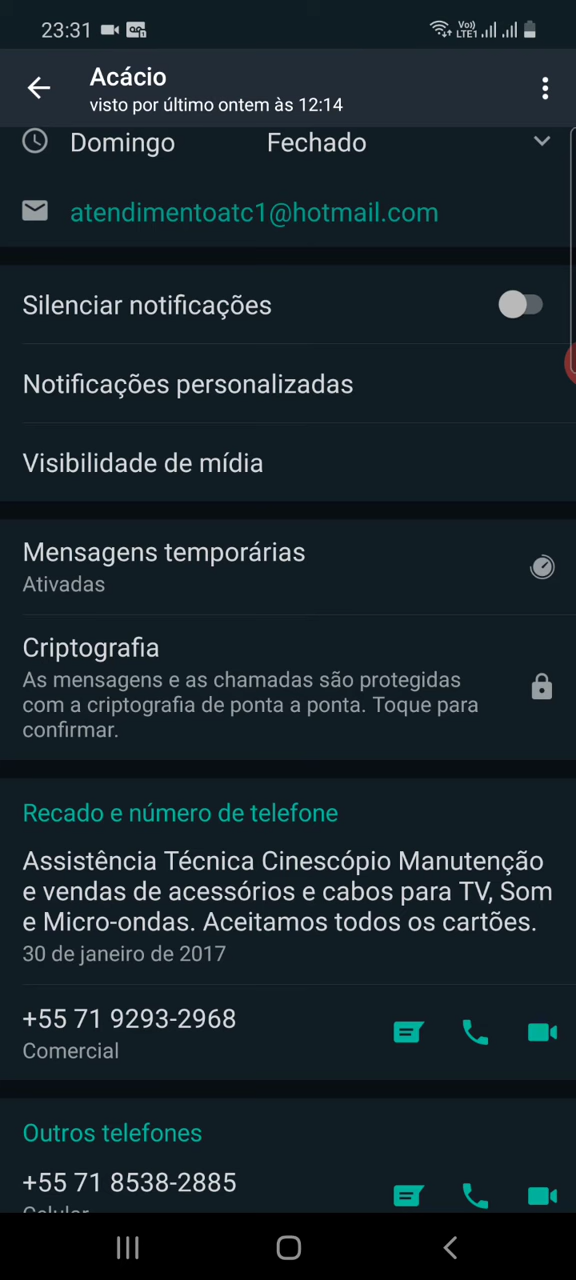 23:31
Vo)) LTE1
Acácio
visto por último ontem às 12:14
Domingo Fechado
atendimentoatc1@hotmail.com
Silenciar notificações
Notificações personalizadas
Visibilidade de mídia
Mensagens temporárias
Ativadas
Criptografia
As mensagens e as chamadas são protegidas
com a criptografia de ponta a ponta. Toque para
confirmar.
Recado e número de telefone
Assistência Técnica Cinescópio Manutenção
e vendas de acessórios e cabos para TV, Som
e Micro-ondas. Aceitamos todos os cartões.
30 de janeiro de 2017
+55 71 9293-2968
Comercial
Outros telefones
+55 71 8538-2885
Celular